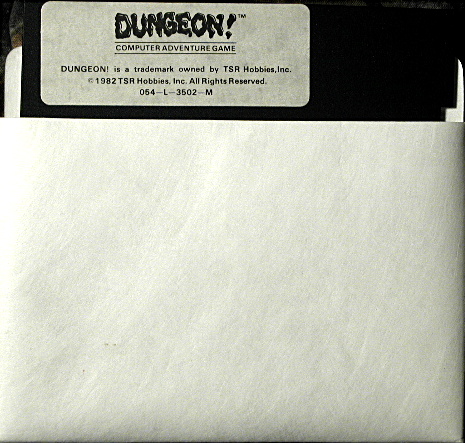 DUNGEON!™
COMPUTER ADVENTURE GAME
DUNGEON! is a trademark owned by TSR Hobbies, Inc.
©1982 TSR Hobbies, Inc. All Rights Reserved.
054-L-3502-M